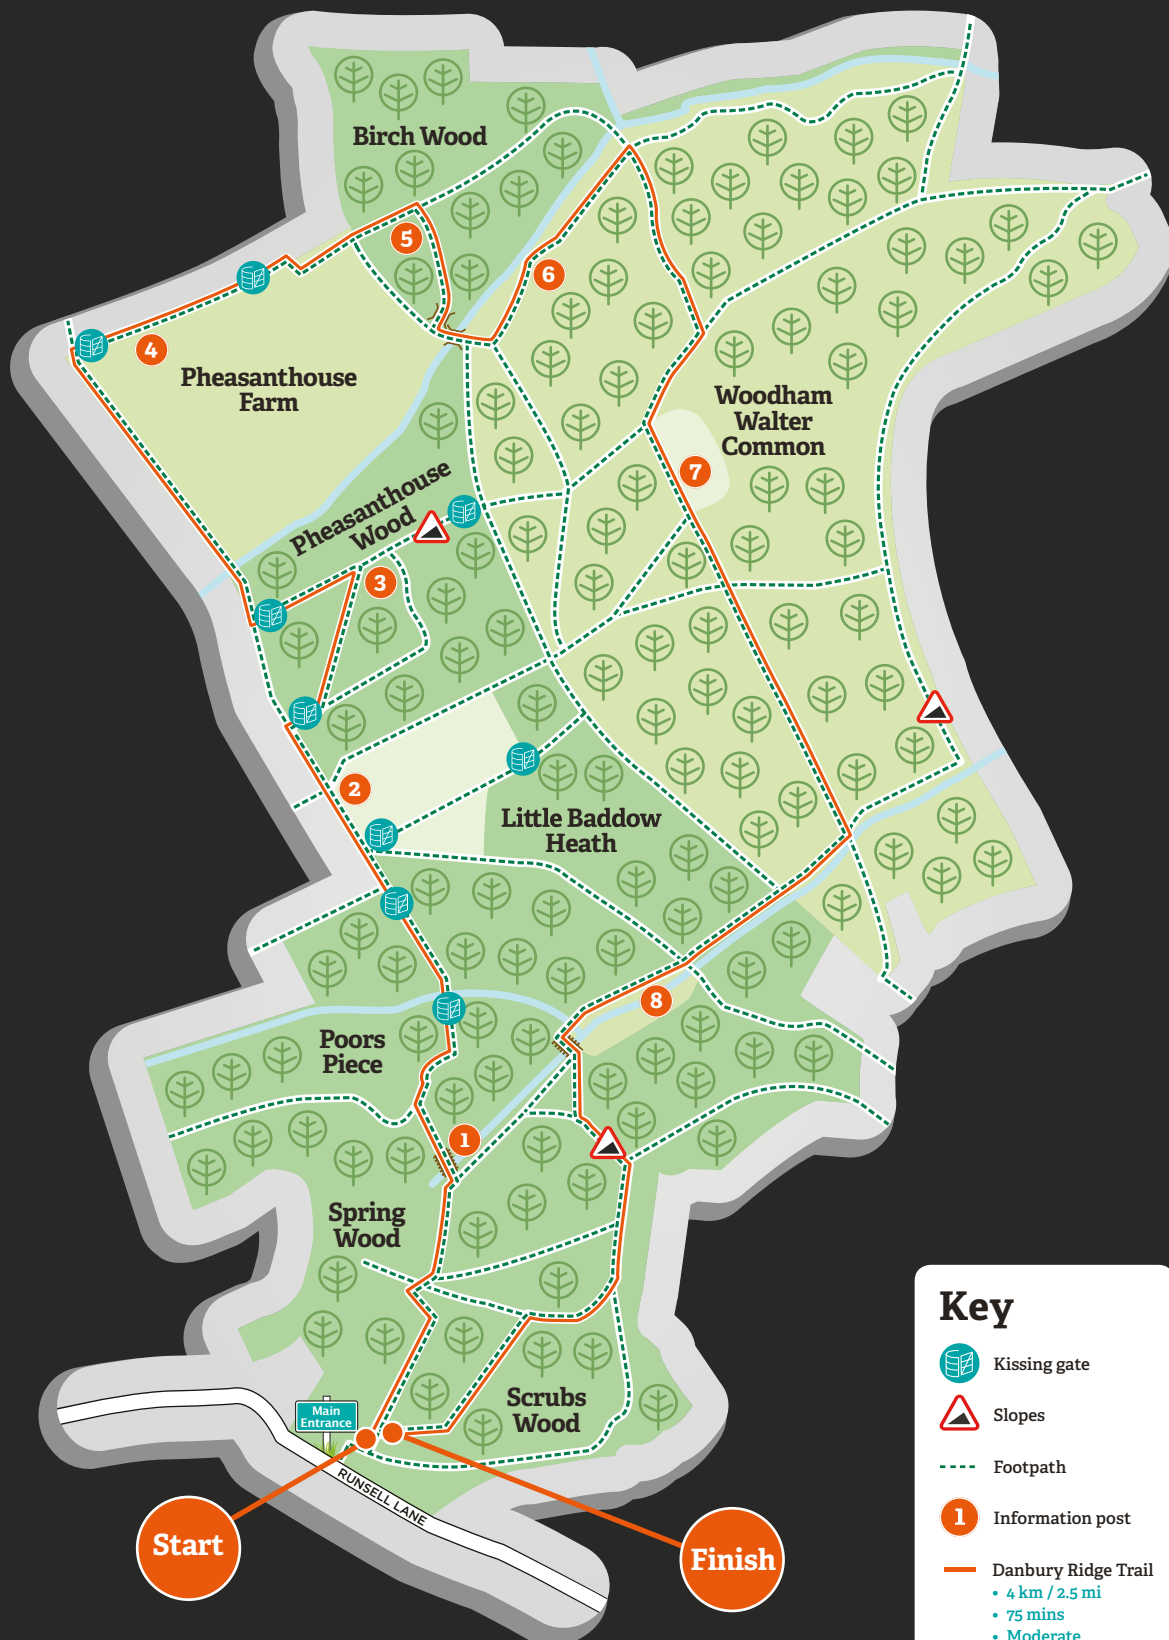 Birch Wood
5
6
4
Pheasanthouse
Farm
Woodham
Walter
Common
7
Pheasanthouse
Wood
3
2
Little Baddow
Heath
8
Poors
Piece
1
Spring
Wood
Scrubs
Wood
Main
Entrance
RUNSELL LANE
Start
Finish
Key
Kissing gate
Slopes
Footpath
1 Information post
Danbury Ridge Trail
• 4 km / 2.5 mi
• 75 mins
• Moderate